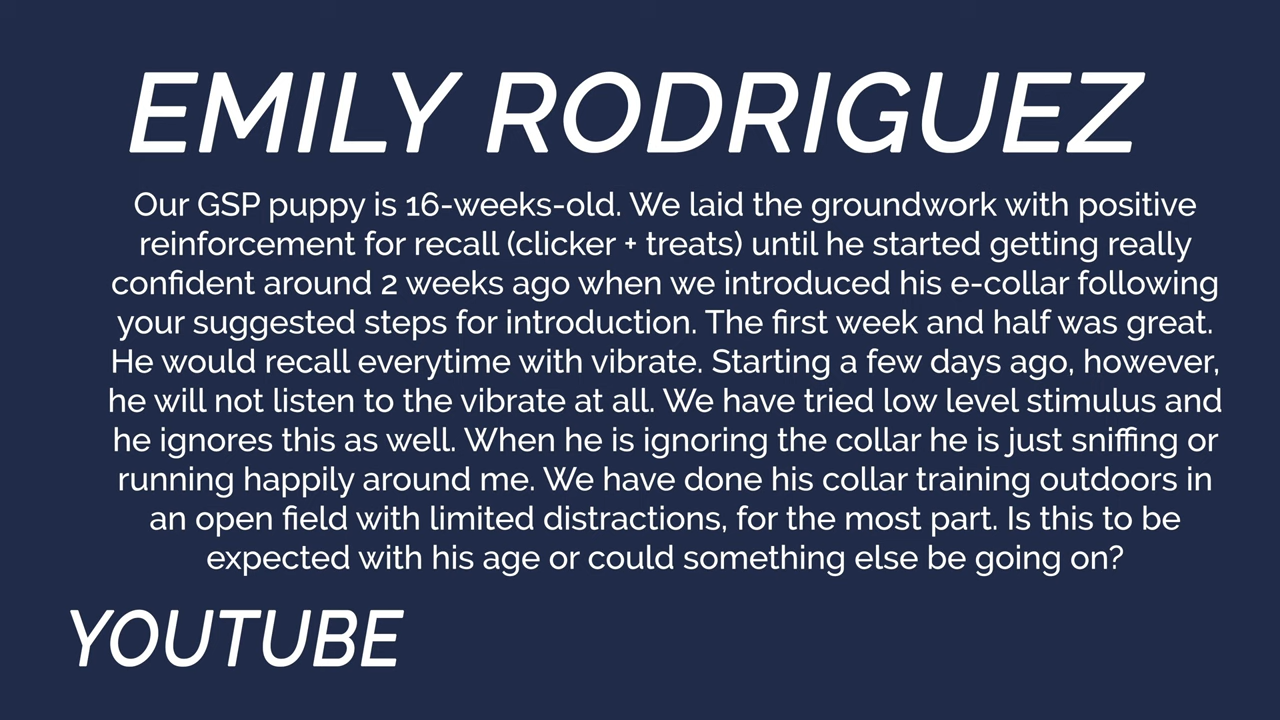 EMILY RODRIGUEZ
Our GSP puppy is 16-weeks-old. We laid the groundwork with positive
reinforcement for recall (clicker + treats) until he started getting really
confident around 2 weeks ago when we introduced his e-collar following
your suggested steps for introduction. The first week and half was great.
He would recall everytime with vibrate. Starting a few days ago, however,
he will not listen to the vibrate at all. We have tried low level stimulus and
he ignores this as well. When he is ignoring the collar he is just sniffing or
running happily around me. We have done his collar training outdoors in
an open field with limited distractions, for the most part. Is this to be
expected with his age or could something else be going on?
YOUTUBE